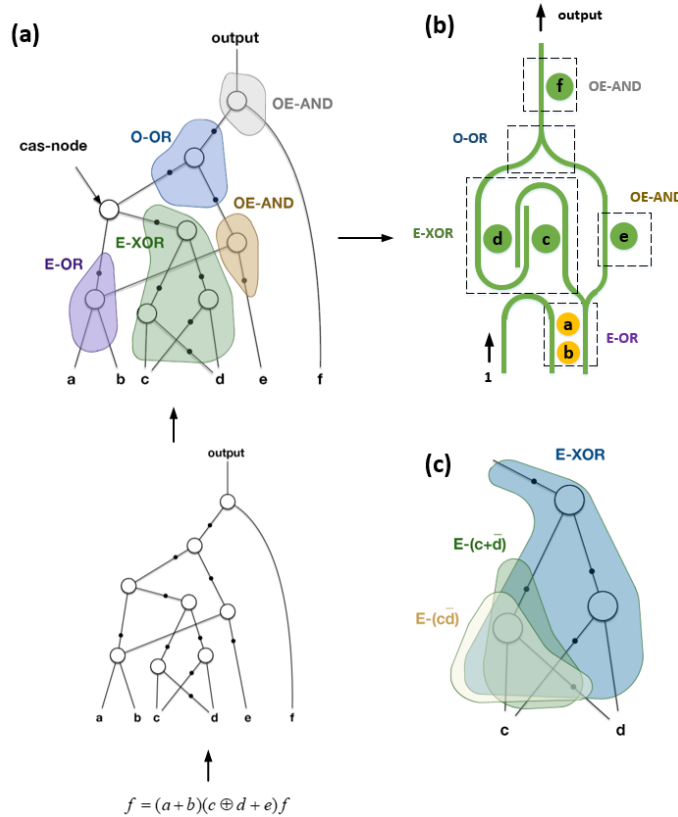 (a)
output
OE-AND
O-OR
cas-node
OE-AND
E-XOR
E-OR
a b c d e f
output
a b c d e f
f = (a+b)(c ⊕ d + e) f
(b)
output
f
OE-AND
O-OR
OE-AND
E-XOR
d c e
a
E-OR
b
1
(c)
E-XOR
E-(c+d̄)
E-(cd̄)
c d